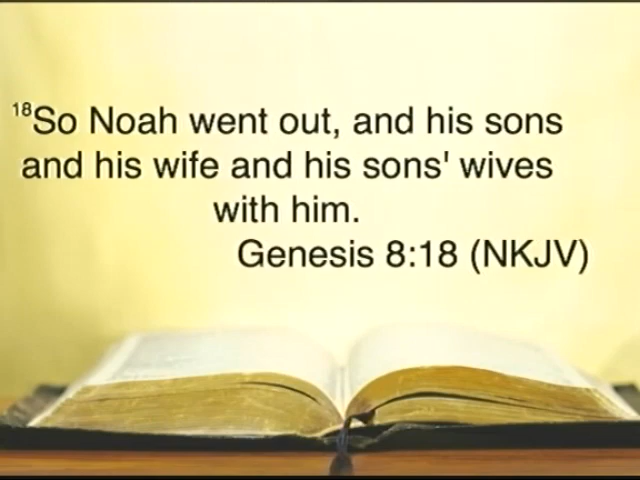 18So Noah went out, and his sons
and his wife and his sons' wives
with him.
Genesis 8:18 (NKJV)